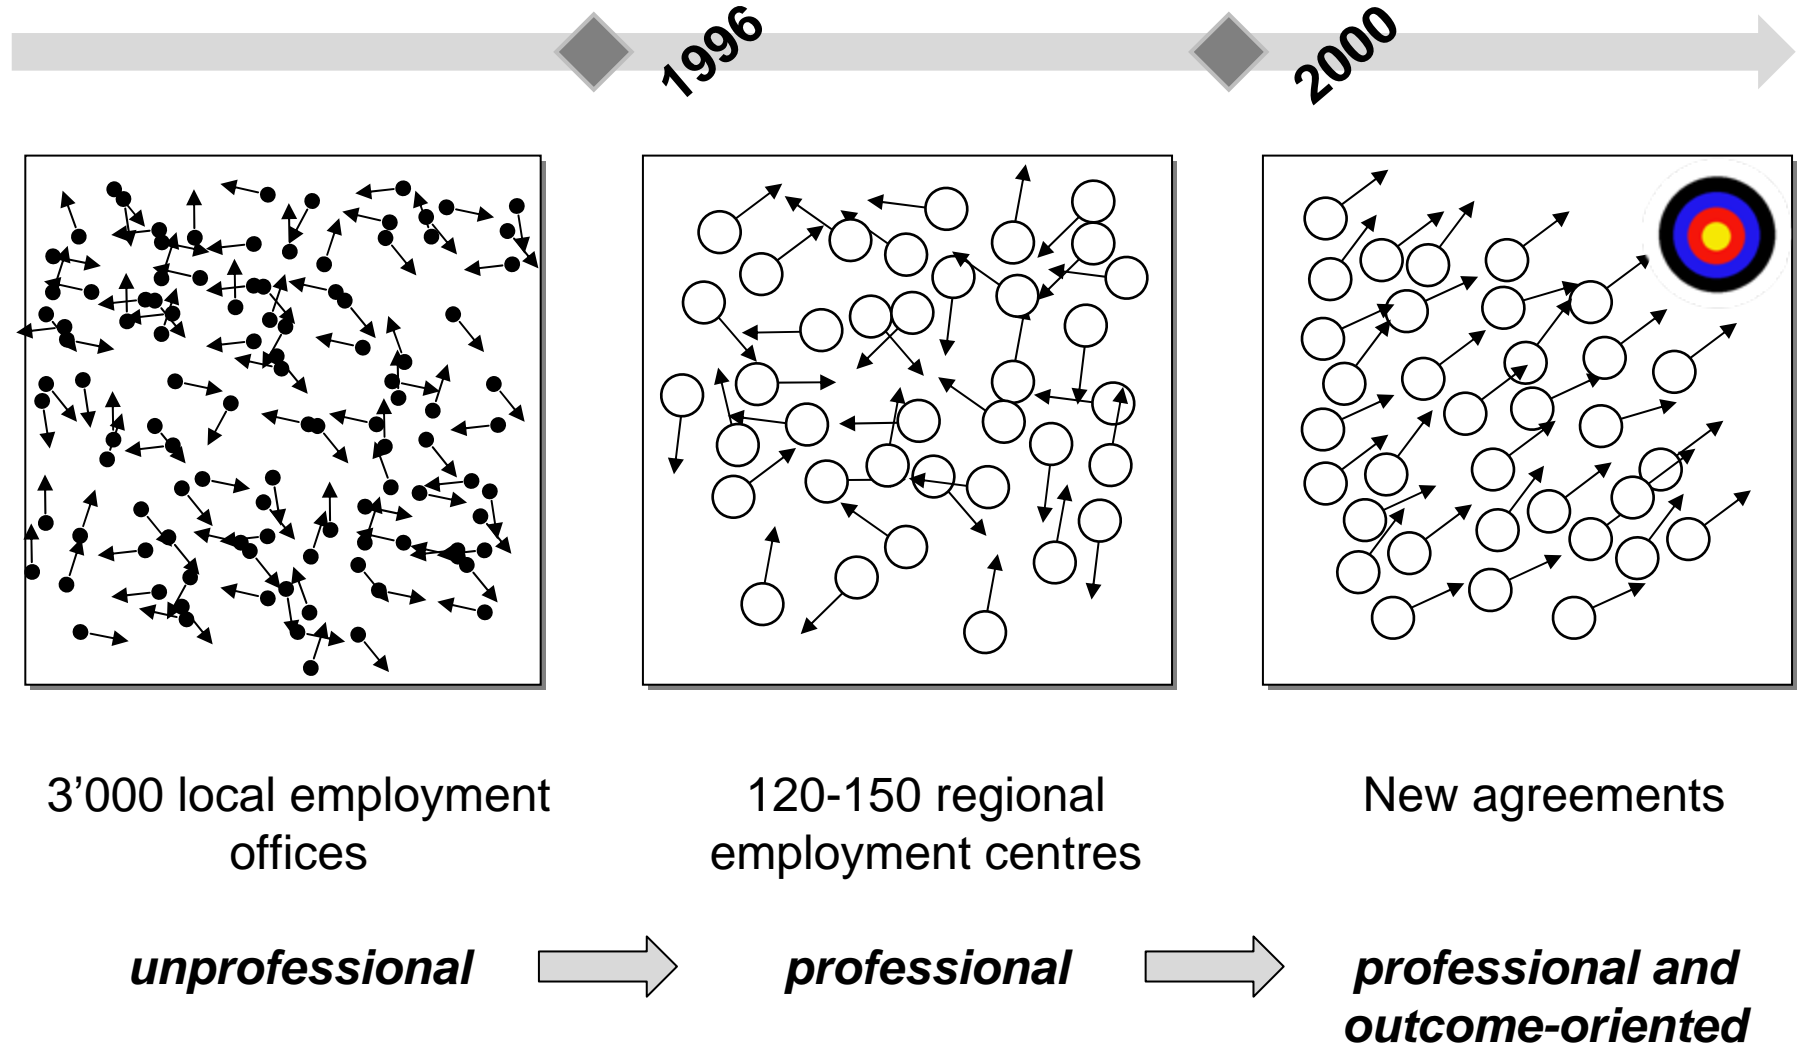 1996
2000
3’000 local employment
offices
120-150 regional
employment centres
New agreements
unprofessional
professional
professional and
outcome-oriented